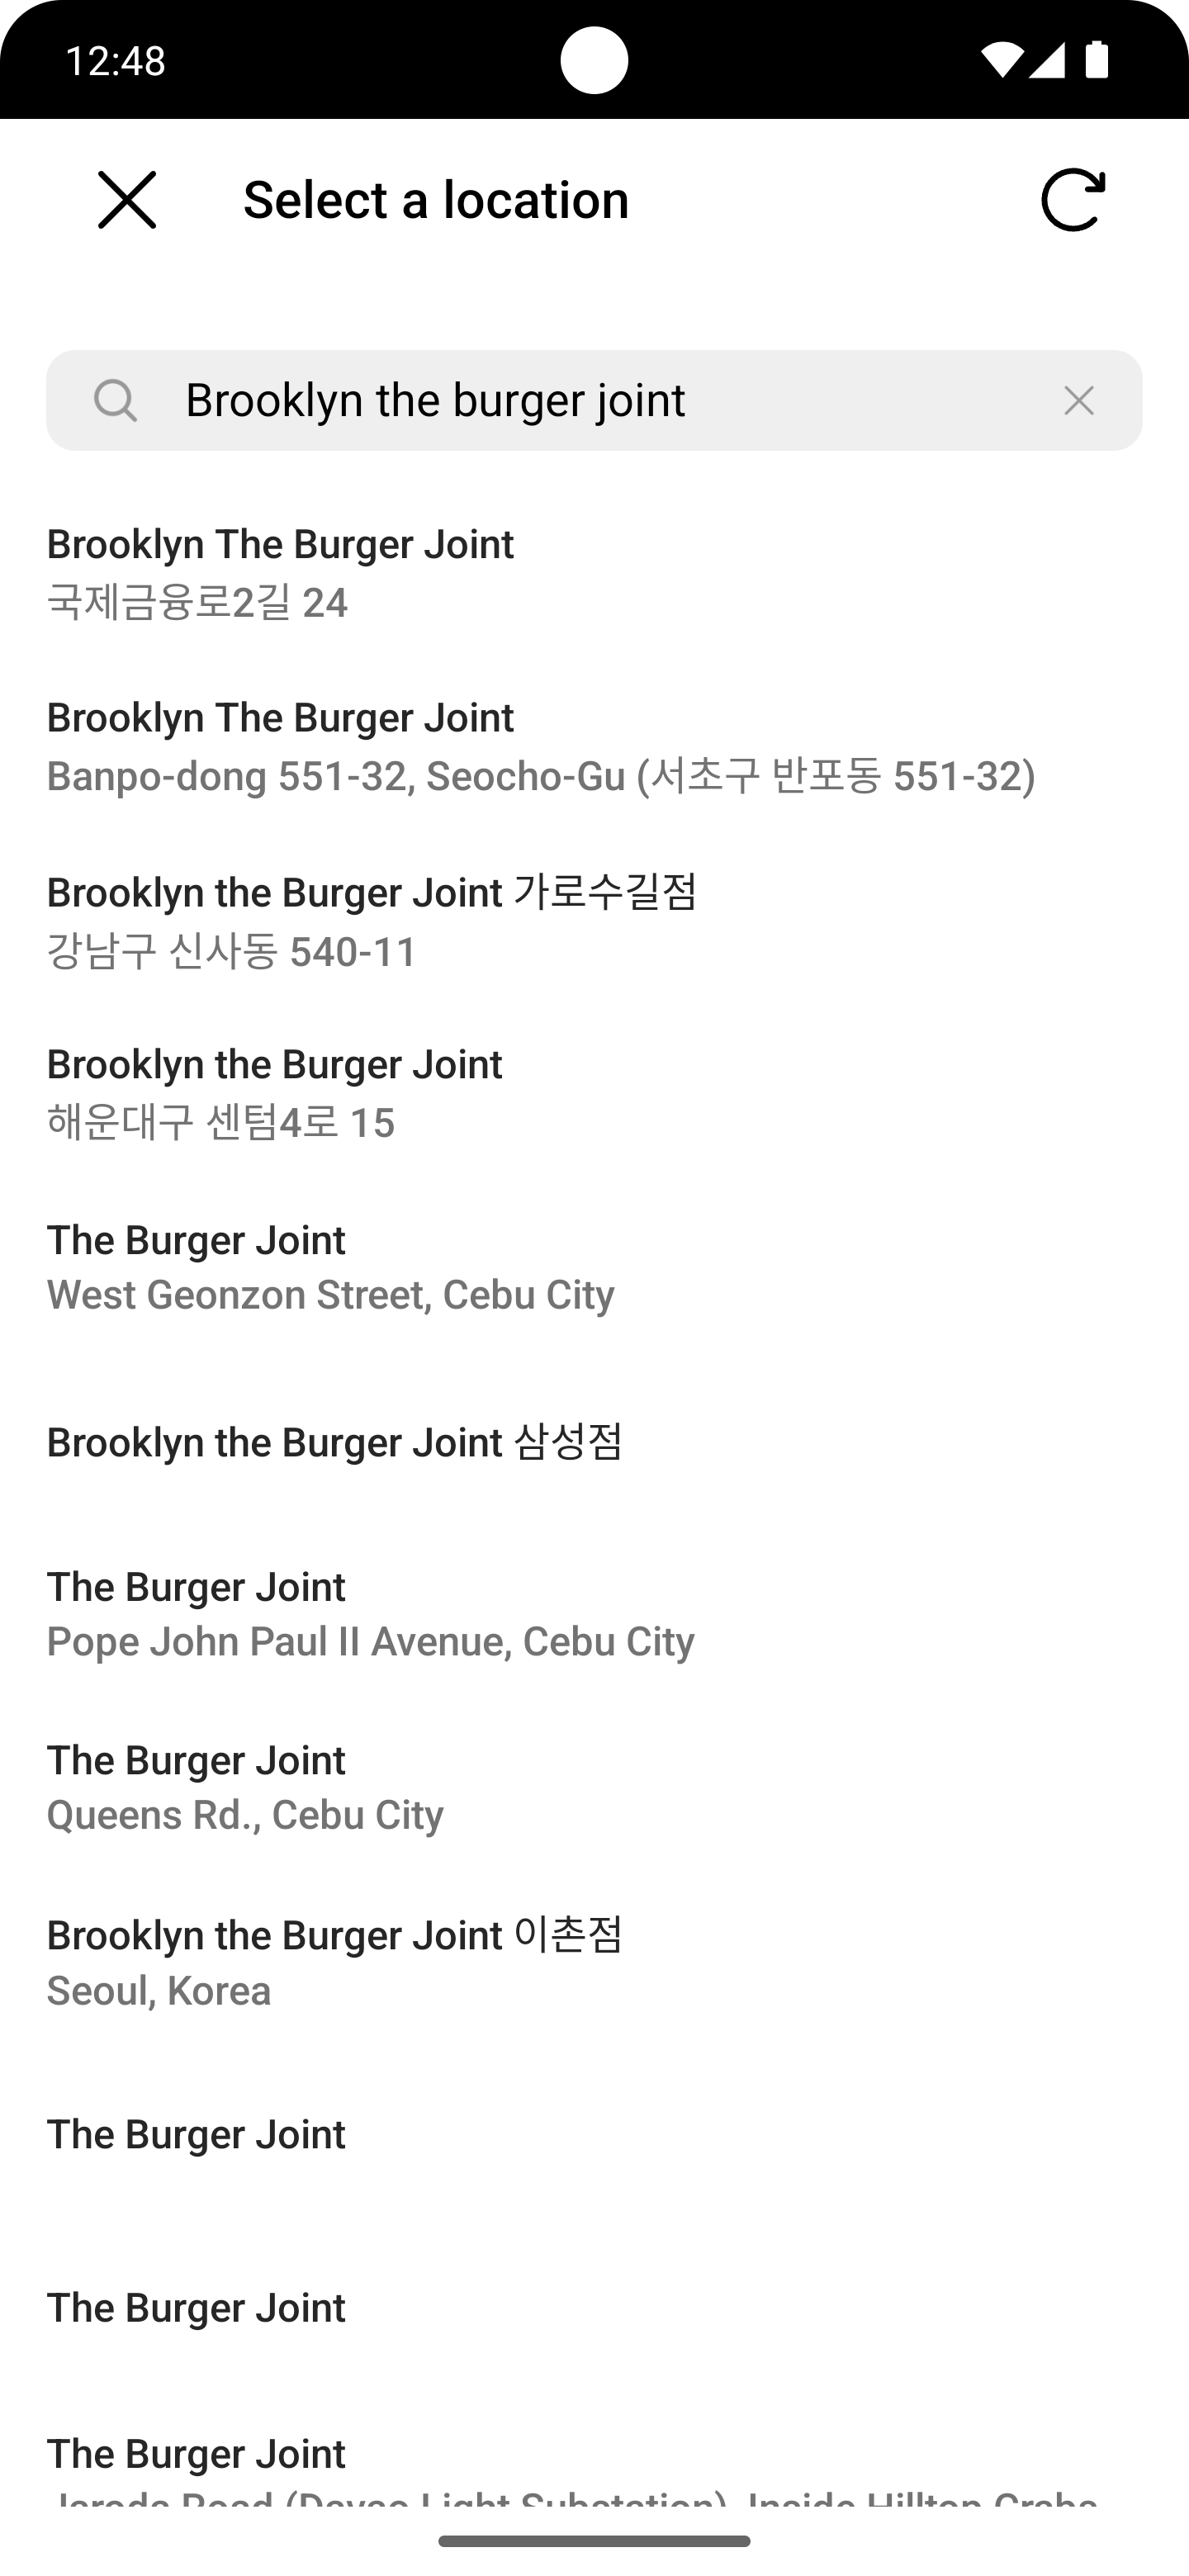 12:48
Select a location
Brooklyn the burger joint
Brooklyn The Burger Joint
국제금융로2길 24
Brooklyn The Burger Joint
Banpo-dong 551-32, Seocho-Gu (서초구 반포동 551-32)
Brooklyn the Burger Joint 가로수길점
강남구 신사동 540-11
Brooklyn the Burger Joint
해운대구 센텀4로 15
The Burger Joint
West Geonzon Street, Cebu City
Brooklyn the Burger Joint 삼성점
The Burger Joint
Pope John Paul II Avenue, Cebu City
The Burger Joint
Queens Rd., Cebu City
Brooklyn the Burger Joint 이촌점
Seoul, Korea
The Burger Joint
The Burger Joint
The Burger Joint
Road (Davao Light Substation), Inside Hilltop